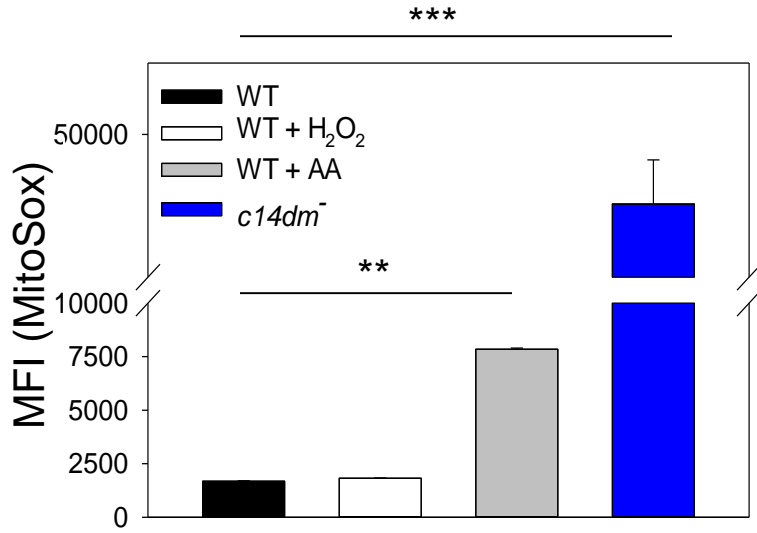 ***
WT
50000
WT + H₂O₂
WT + AA
c14dm⁻
**
10000
7500
5000
2500
0
MFI (MitoSox)